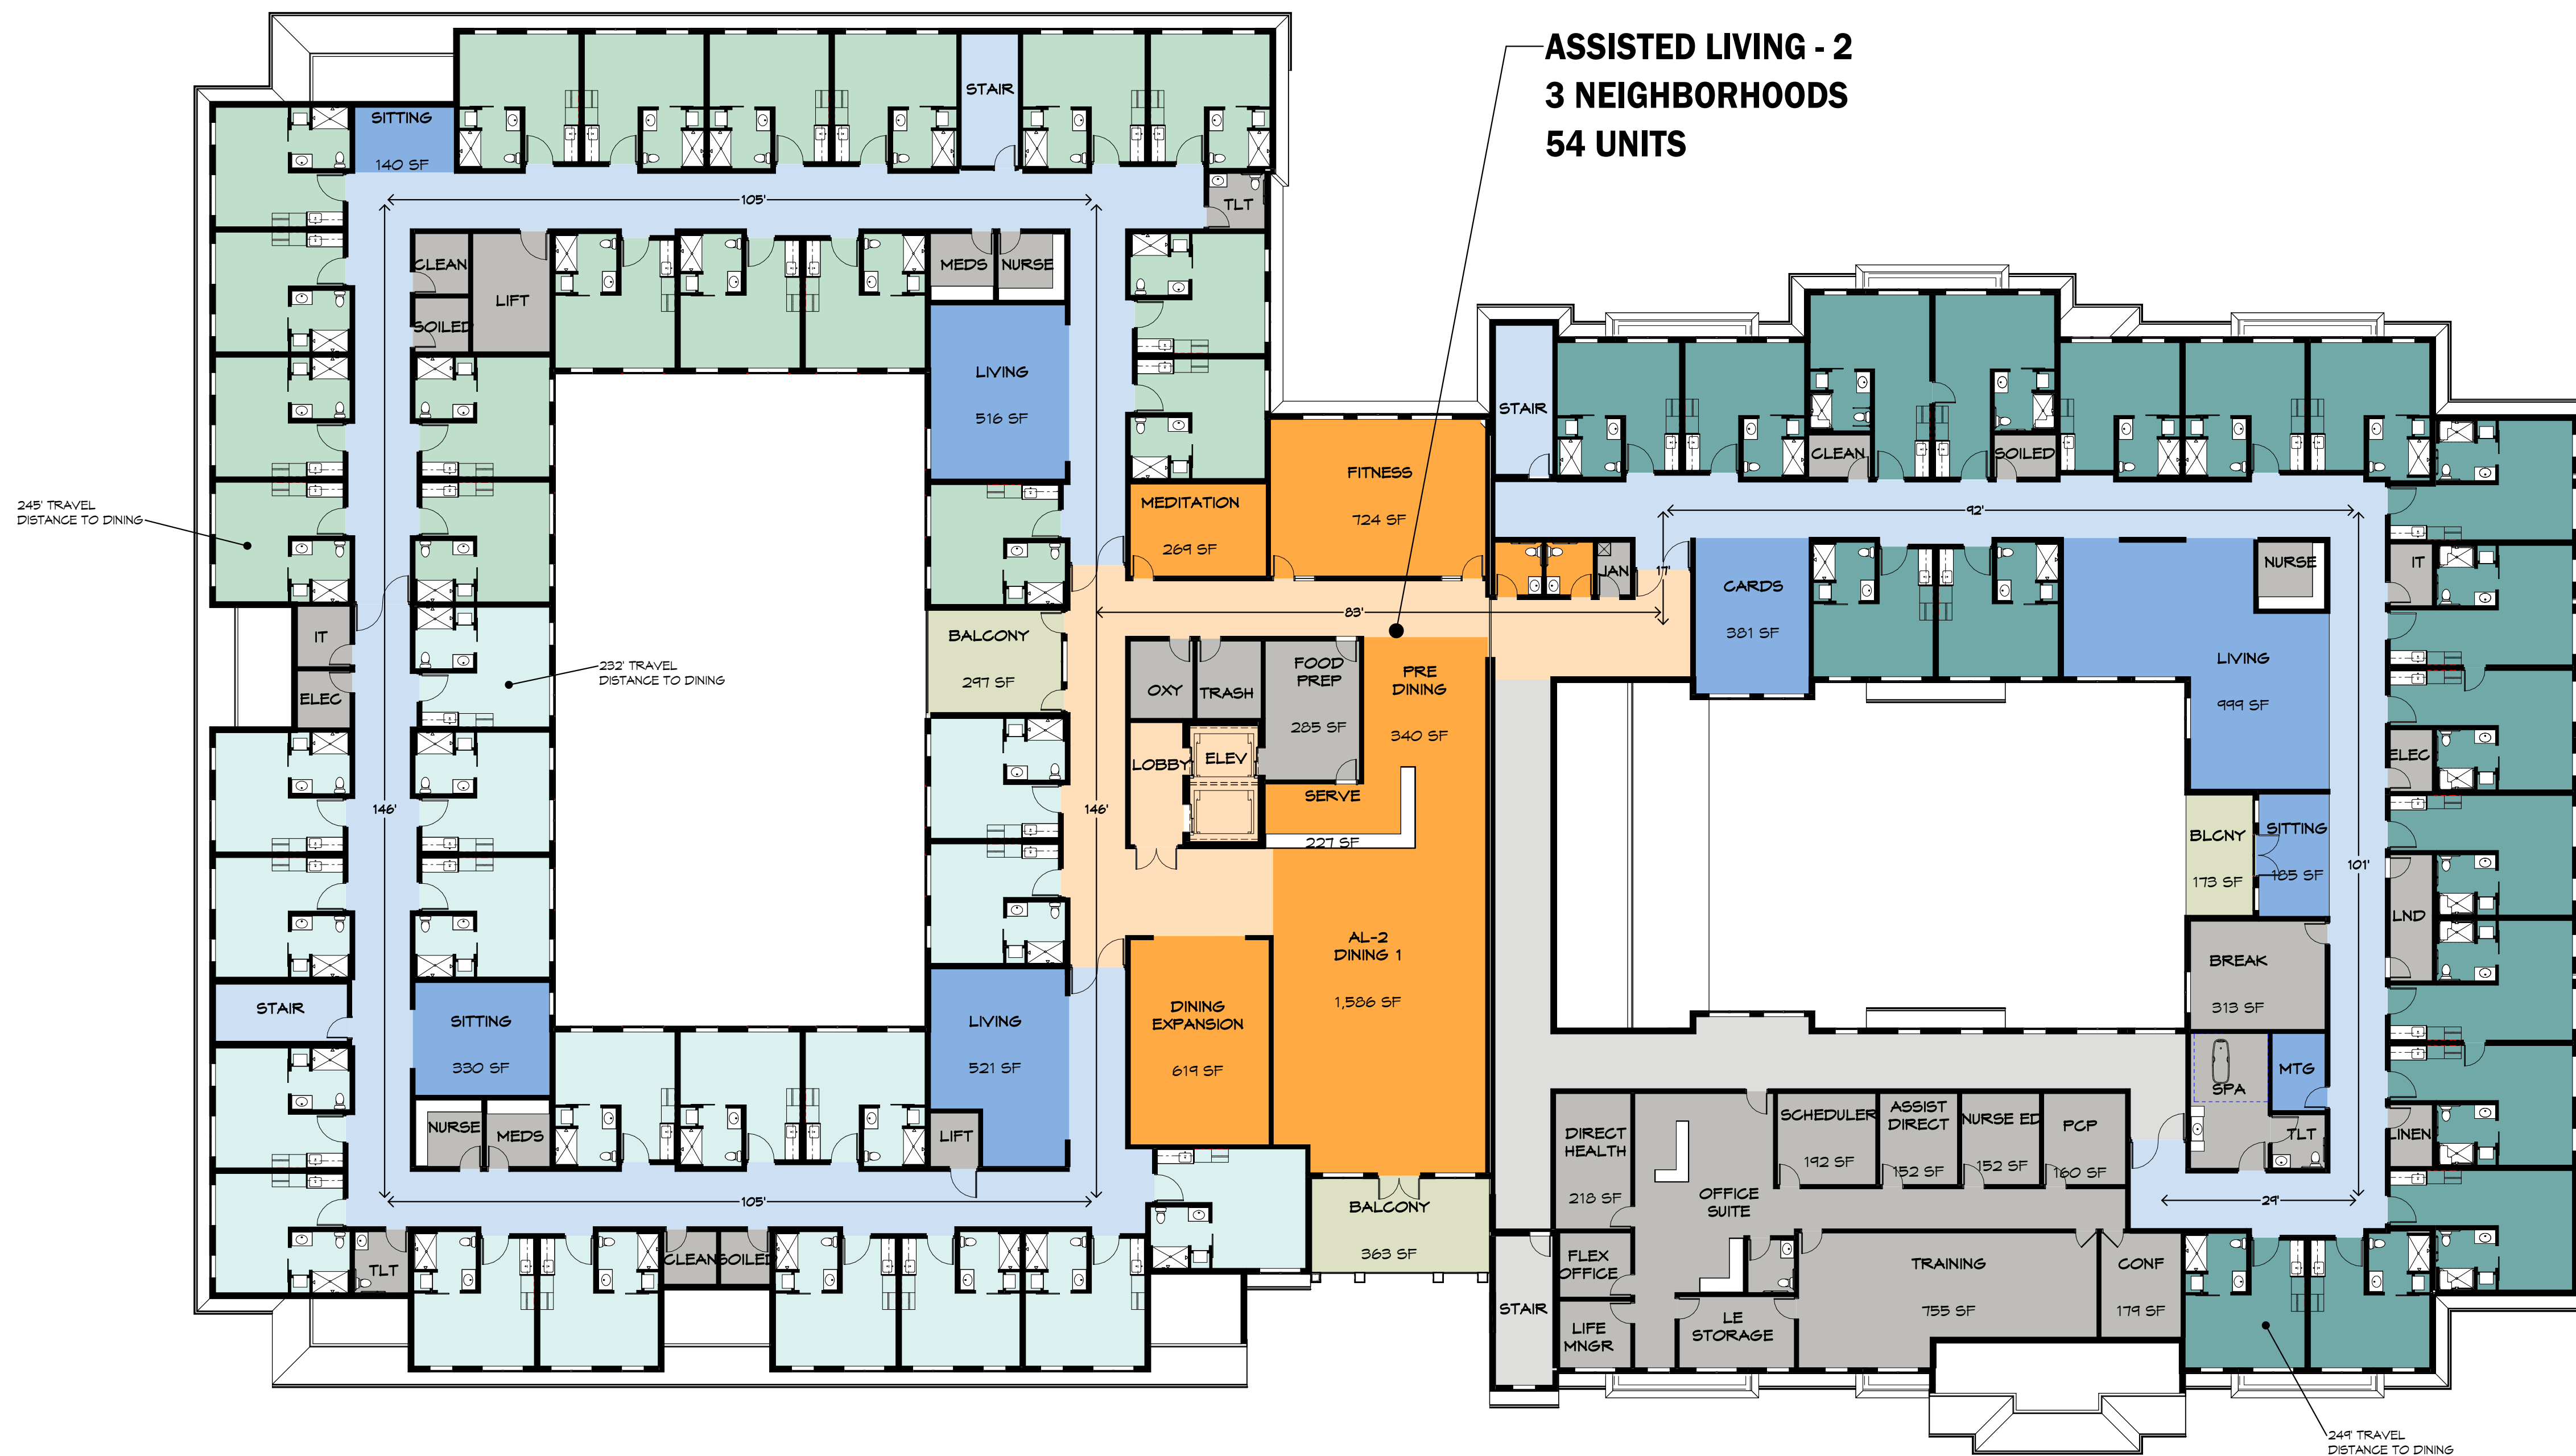 ASSISTED LIVING - 2
3 NEIGHBORHOODS
54 UNITS
STAIR
SITTING
140 SF
105'
TLT
CLEAN
LIFT
SOILED
MEDS
NURSE
LIVING
516 SF
STAIR
CLEAN
SOILED
FITNESS
724 SF
MEDITATION
269 SF
245' TRAVEL
DISTANCE TO DINING
92'
JAN
17'
CARDS
381 SF
NURSE
IT
83'
IT
ELEC
232' TRAVEL
DISTANCE TO DINING
BALCONY
297 SF
OXY
TRASH
FOOD
PREP
285 SF
PRE
DINING
340 SF
LIVING
999 SF
LOBBY
ELEV
ELEC
SERVE
227 SF
146'
146'
BLCNY
173 SF
SITTING
185 SF
101'
LND
AL-2
DINING 1
1,586 SF
BREAK
313 SF
STAIR
SITTING
330 SF
LIVING
521 SF
DINING
EXPANSION
619 SF
SPA
MTG
NURSE
MEDS
LIFT
DIRECT
HEALTH
218 SF
SCHEDULER
192 SF
ASSIST
DIRECT
152 SF
NURSE ED
152 SF
PCP
160 SF
TLT
LINEN
105'
OFFICE
SUITE
29'
BALCONY
363 SF
TLT
CLEAN
SOILED
FLEX
OFFICE
TRAINING
755 SF
CONF
179 SF
STAIR
LIFE
MNGR
LE
STORAGE
249' TRAVEL
DISTANCE TO DINING